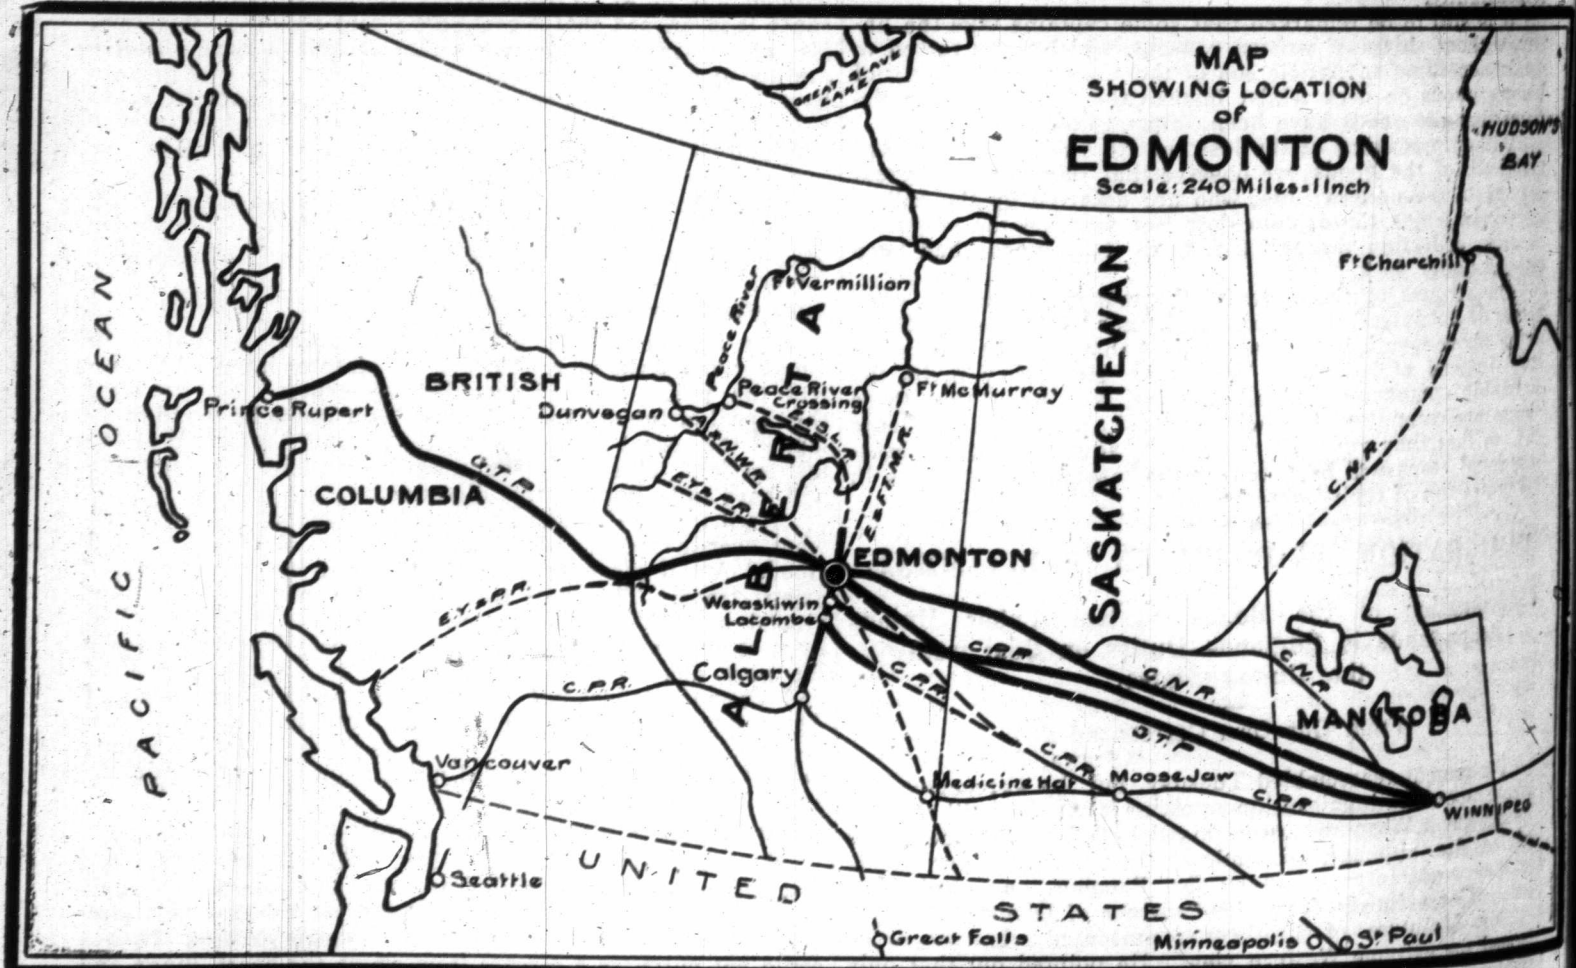 MAP
SHOWING LOCATION
of
EDMONTON
Scale: 240 Miles=1 Inch
GREAT SLAVE
LAKE
HUDSON'S
BAY
Ft Churchill
PACIFIC OCEAN
Ft Vermillion
Peace River
BRITISH
COLUMBIA
ALBERTA
SASKATCHEWAN
MANITOBA
Prince Rupert
Dunvegan
Peace River
Crossing
Ft McMurray
G.T.P.
E.Y&P.R.
E.Y&P.R.
C.N.R
EDMONTON
Wetaskiwin
Lacombe
Calgary
C.P.R.
C.P.R
C.P.R.
C.N.R
C.N.R
G.T.P
C.P.R.
Vancouver
Medicine Hat
Moose Jaw
C.P.R
WINNIPEG
Seattle
UNITED STATES
Great Falls
Minneapolis
St Paul